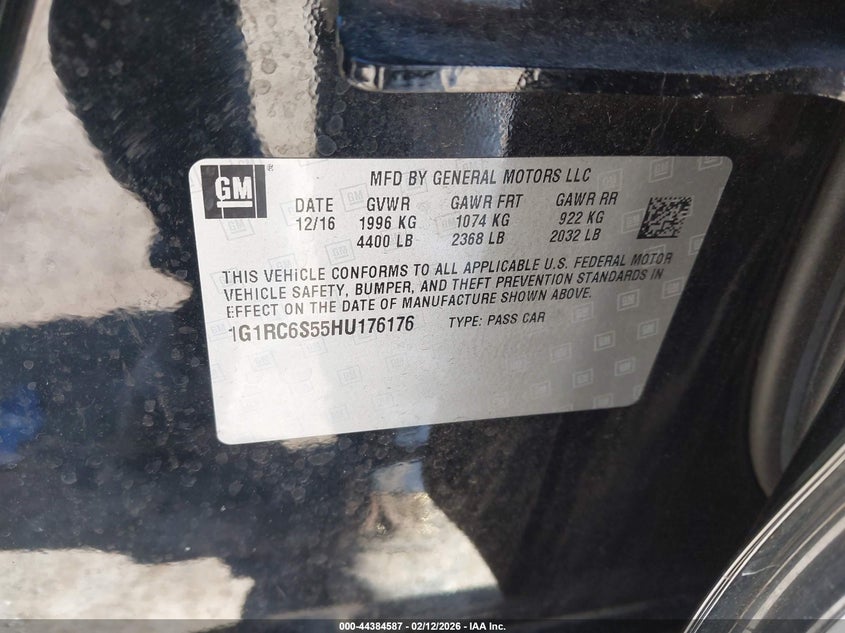 GM
MFD BY GENERAL MOTORS LLC
DATE GVWR GAWR FRT GAWR RR
12/16 1996 KG 1074 KG 922 KG
4400 LB 2368 LB 2032 LB
THIS VEHICLE CONFORMS TO ALL APPLICABLE U.S. FEDERAL MOTOR
VEHICLE SAFETY, BUMPER, AND THEFT PREVENTION STANDARDS IN
EFFECT ON THE DATE OF MANUFACTURE SHOWN ABOVE.
1G1RC6S55HU176176 TYPE: PASS CAR
000-44384587 - 02/12/2026 - IAA Inc.